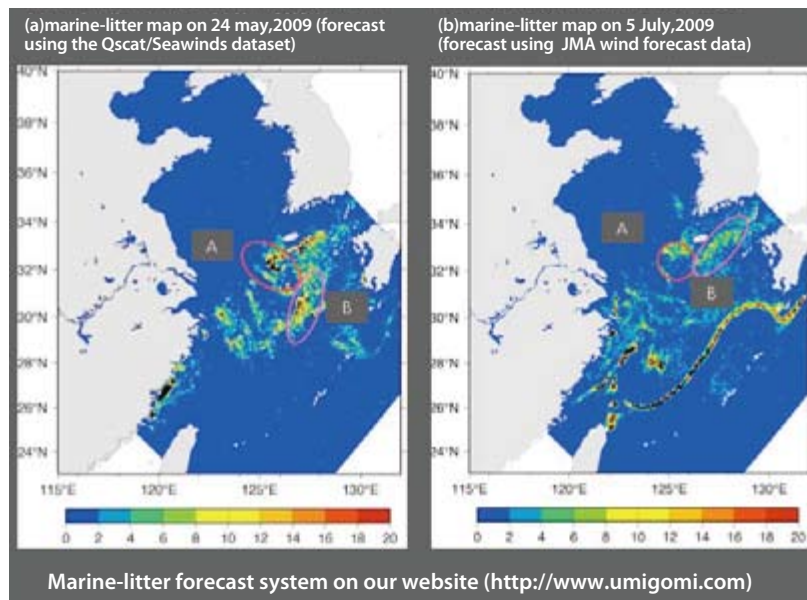 (a)marine-litter map on 24 may,2009 (forecast
using the Qscat/Seawinds dataset)
40°N
38°N
36°N
34°N
32°N
30°N
28°N
26°N
24°N
115°E 120°E 125°E 130°E
A
B
0 2 4 6 8 10 12 14 16 18 20
(b)marine-litter map on 5 July,2009
(forecast using JMA wind forecast data)
40°N
38°N
36°N
34°N
32°N
30°N
28°N
26°N
24°N
115°E 120°E 125°E 130°E
A
B
0 2 4 6 8 10 12 14 16 18 20
Marine-litter forecast system on our website (http://www.umigomi.com)